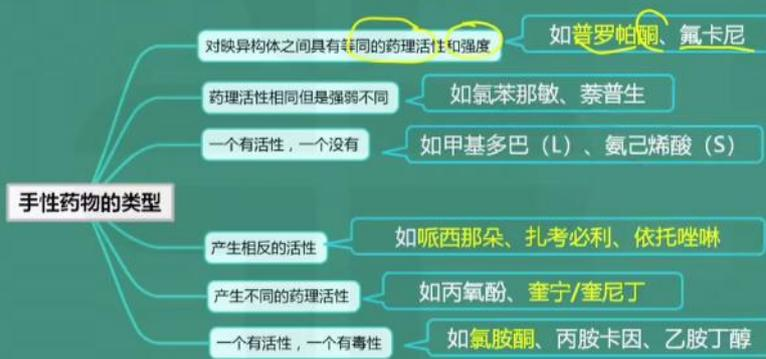 对映异构体之间具有等同的药理活性和强度
如普罗帕酮、氟卡尼
药理活性相同但是强弱不同
如氯苯那敏、萘普生
一个有活性，一个没有
如甲基多巴（L）、氨己烯酸（S）
手性药物的类型
产生相反的活性
如哌西那朵、扎考必利、依托唑啉
产生不同的药理活性
如丙氧酚、奎宁/奎尼丁
一个有活性，一个有毒性
如氯胺酮、丙胺卡因、乙胺丁醇